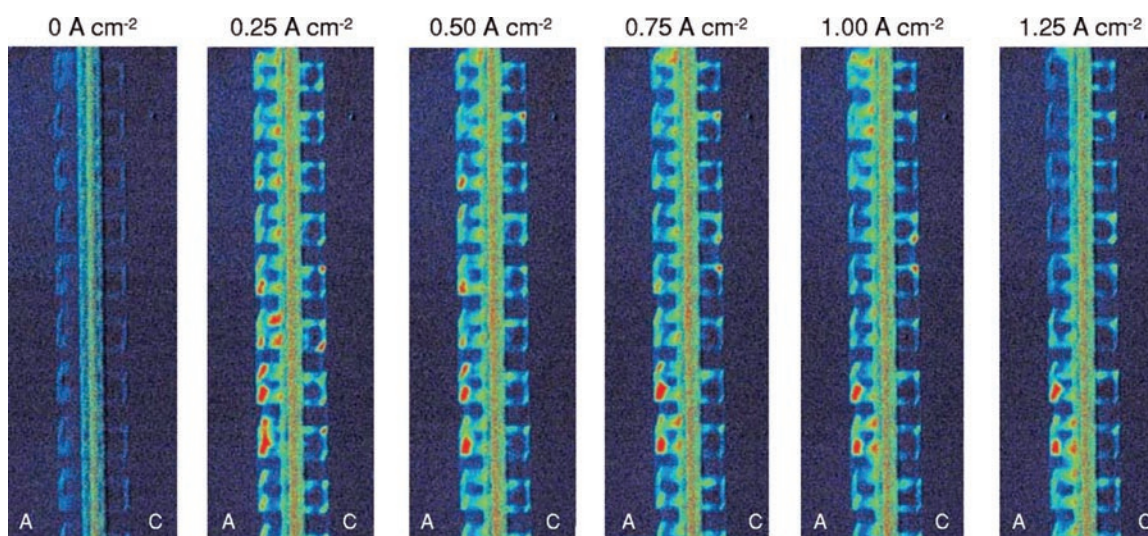 0 A cm⁻² 0.25 A cm⁻² 0.50 A cm⁻² 0.75 A cm⁻² 1.00 A cm⁻² 1.25 A cm⁻²
A C A C A C A C A C A C